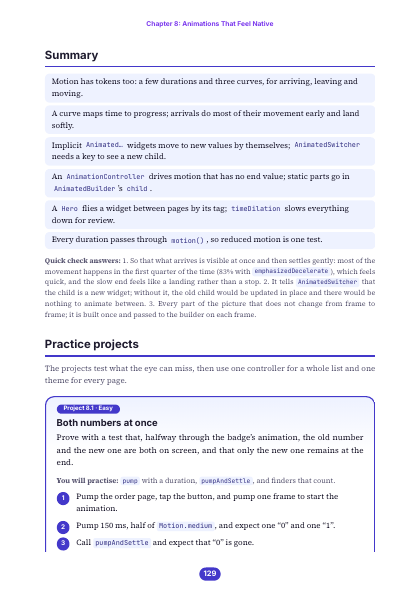 Chapter 8: Animations That Feel Native
Summary
Motion has tokens too: a few durations and three curves, for arriving, leaving and
moving.
A curve maps time to progress; arrivals do most of their movement early and land
softly.
Implicit Animated… widgets move to new values by themselves; AnimatedSwitcher
needs a key to see a new child.
An AnimationController drives motion that has no end value; static parts go in
AnimatedBuilder 's child .
A Hero flies a widget between pages by its tag; timeDilation slows everything
down for review.
Every duration passes through motion() , so reduced motion is one test.
Quick check answers: 1. So that what arrives is visible at once and then settles gently: most of the
movement happens in the first quarter of the time (83% with emphasizedDecelerate ), which feels
quick, and the slow end feels like a landing rather than a stop. 2. It tells AnimatedSwitcher that
the child is a new widget; without it, the old child would be updated in place and there would be
nothing to animate between. 3. Every part of the picture that does not change from frame to
frame; it is built once and passed to the builder on each frame.
Practice projects
The projects test what the eye can miss, then use one controller for a whole list and one
theme for every page.
Project 8.1 · Easy
Both numbers at once
Prove with a test that, halfway through the badge's animation, the old number
and the new one are both on screen, and that only the new one remains at the
end.
You will practise: pump with a duration, pumpAndSettle , and finders that count.
1 Pump the order page, tap the button, and pump one frame to start the
animation.
2 Pump 150 ms, half of Motion.medium , and expect one “0” and one “1”.
3 Call pumpAndSettle and expect that “0” is gone.
129